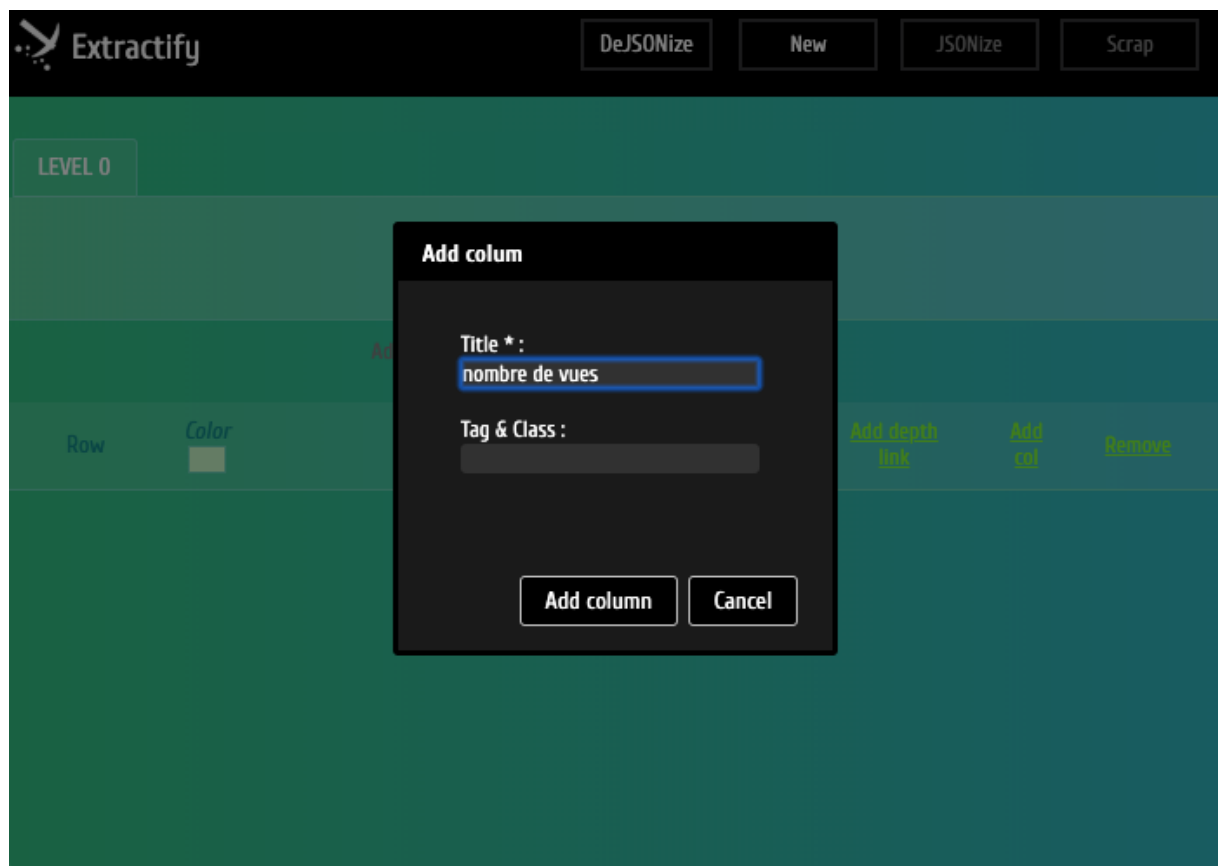 Extractify
DeJSONize
New
JSONize
Scrap
LEVEL 0
Add colum
Title * :
nombre de vues
Ad
Tag & Class :
Row
Color
Add depth
link
Add
col
Remove
Add column
Cancel